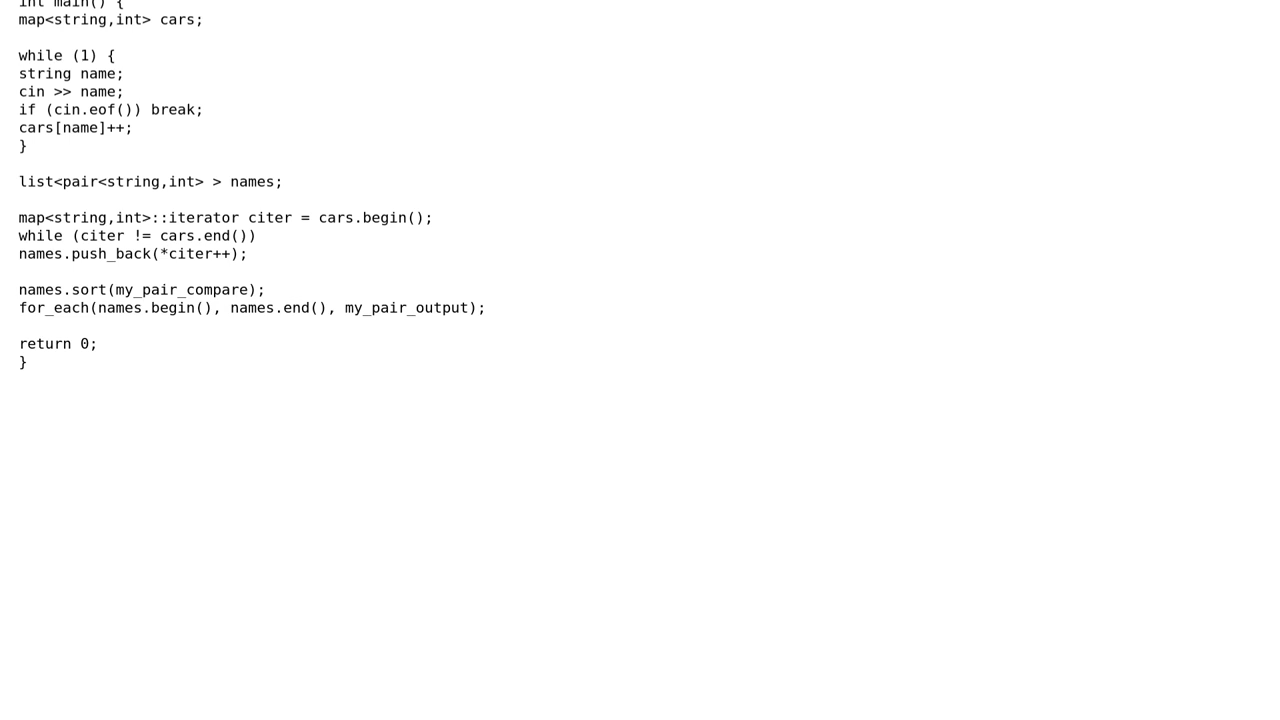 int main() {
map<string,int> cars;

while (1) {
string name;
cin >> name;
if (cin.eof()) break;
cars[name]++;
}

list<pair<string,int> > names;

map<string,int>::iterator citer = cars.begin();
while (citer != cars.end())
names.push_back(*citer++);

names.sort(my_pair_compare);
for_each(names.begin(), names.end(), my_pair_output);

return 0;
}